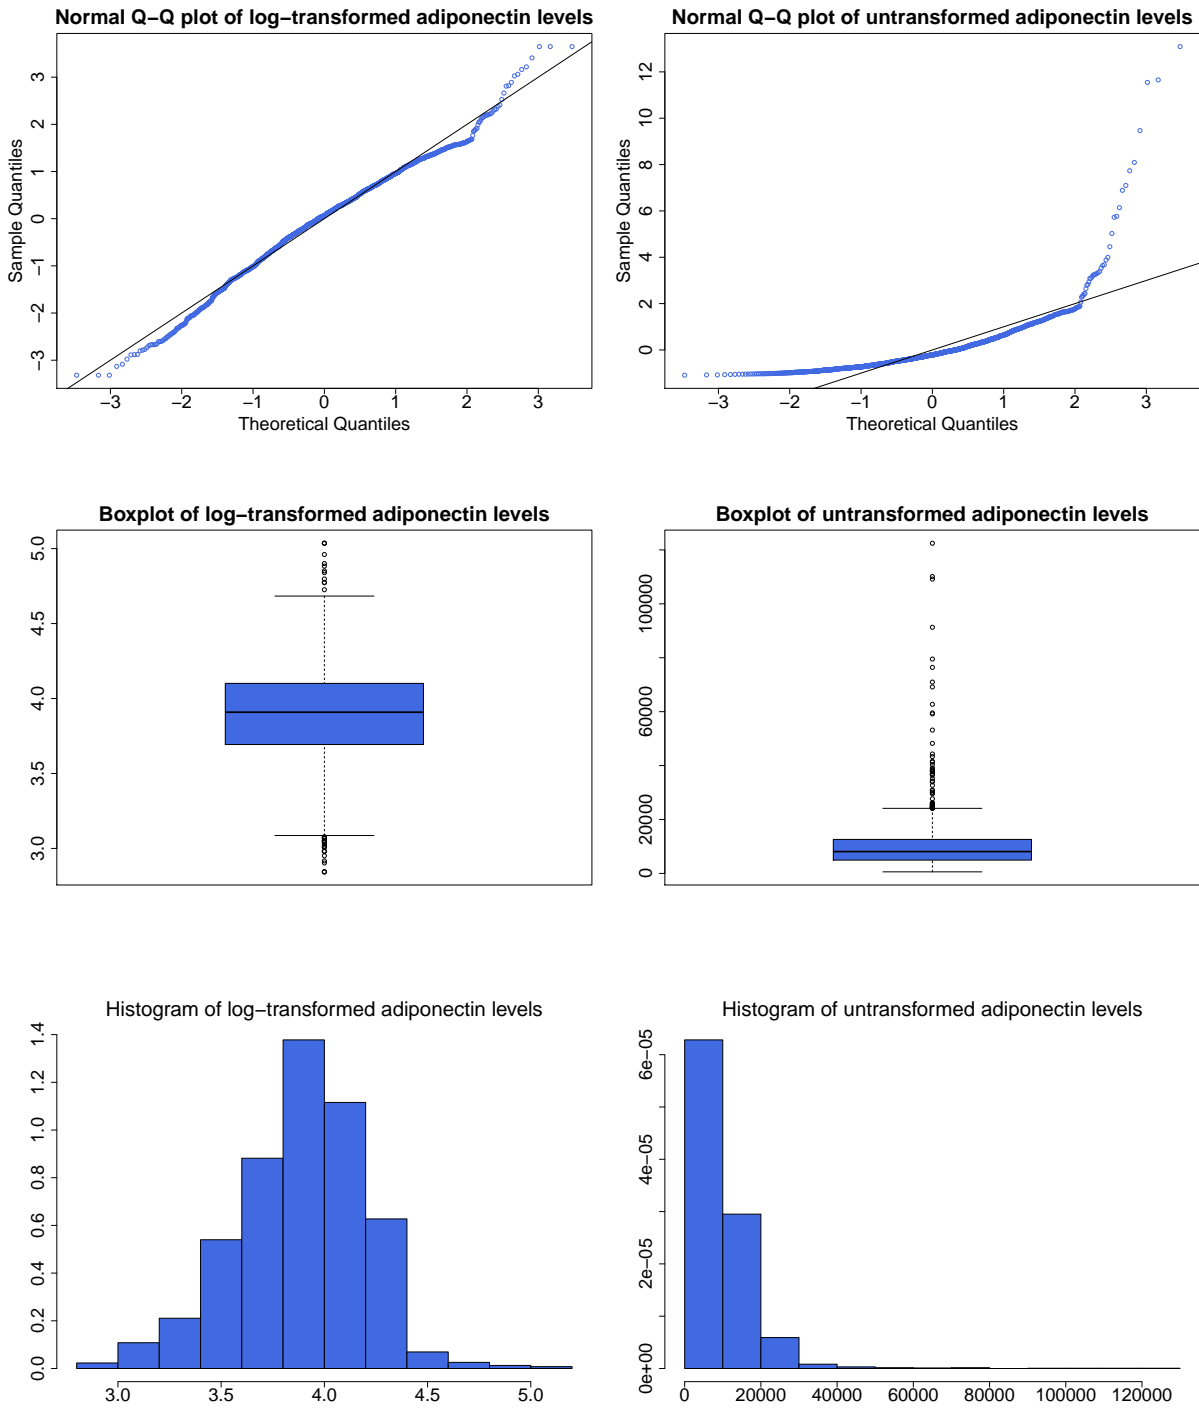 Normal Q−Q plot of log−transformed adiponectin levels
3
2
1
0
−1
−2
−3
Sample Quantiles
−3 −2 −1 0 1 2 3
Theoretical Quantiles
Normal Q−Q plot of untransformed adiponectin levels
12
10
8
6
4
2
0
Sample Quantiles
−3 −2 −1 0 1 2 3
Theoretical Quantiles
Boxplot of log−transformed adiponectin levels
5.0
4.5
4.0
3.5
3.0
Boxplot of untransformed adiponectin levels
100000
60000
20000
0
Histogram of log−transformed adiponectin levels
1.4
1.2
1.0
0.8
0.6
0.4
0.2
0.0
3.0 3.5 4.0 4.5 5.0
Histogram of untransformed adiponectin levels
6e−05
4e−05
2e−05
0e+00
0 20000 40000 60000 80000 100000 120000